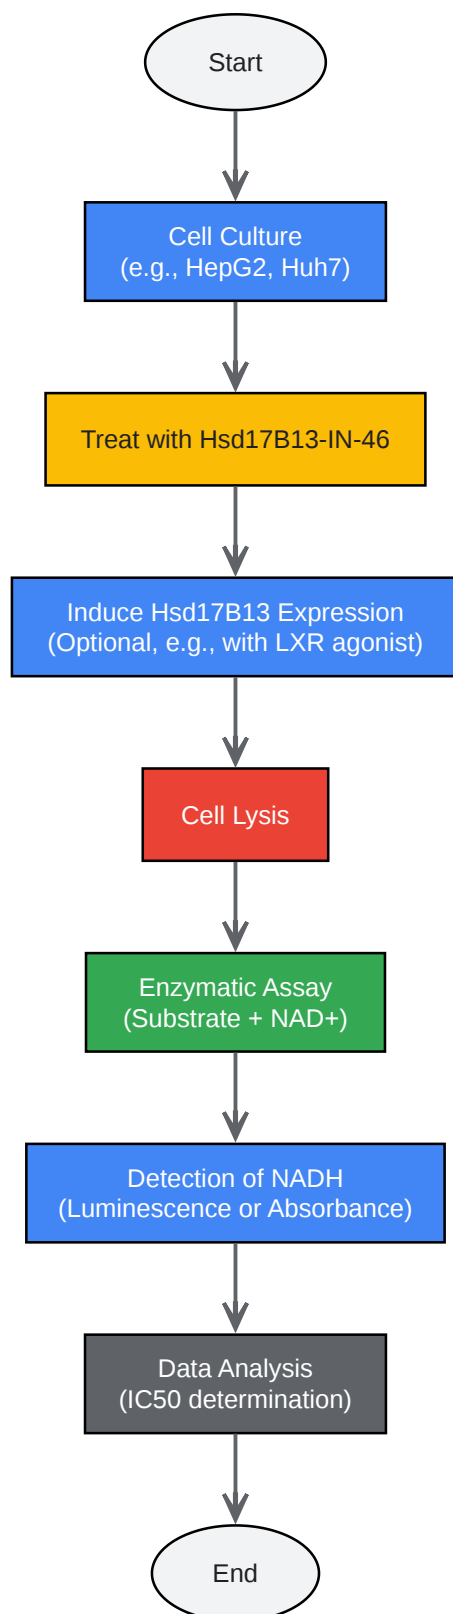 Start
Cell Culture
(e.g., HepG2, Huh7)
Treat with Hsd17B13-IN-46
Induce Hsd17B13 Expression
(Optional, e.g., with LXR agonist)
Cell Lysis
Enzymatic Assay
(Substrate + NAD+)
Detection of NADH
(Luminescence or Absorbance)
Data Analysis
(IC50 determination)
End